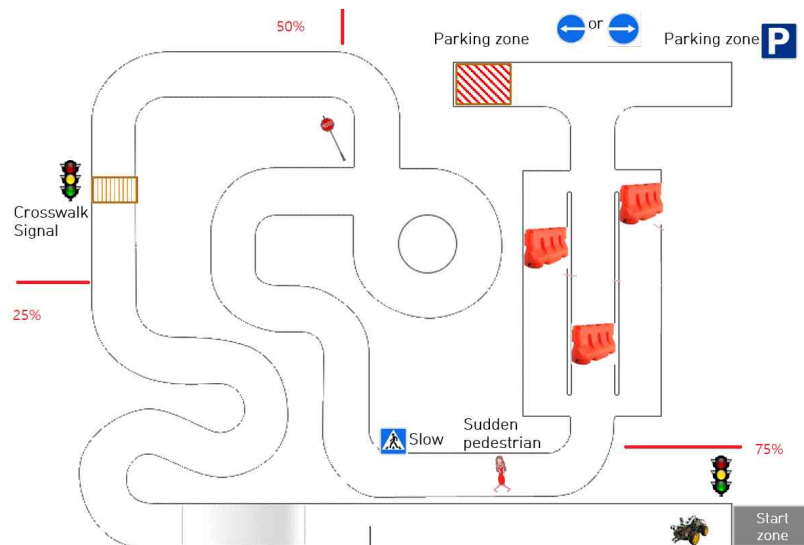 50%
or
Parking zone
Parking zone
P
Crosswalk
Signal
25%
Slow
Sudden
pedestrian
75%
Start
zone